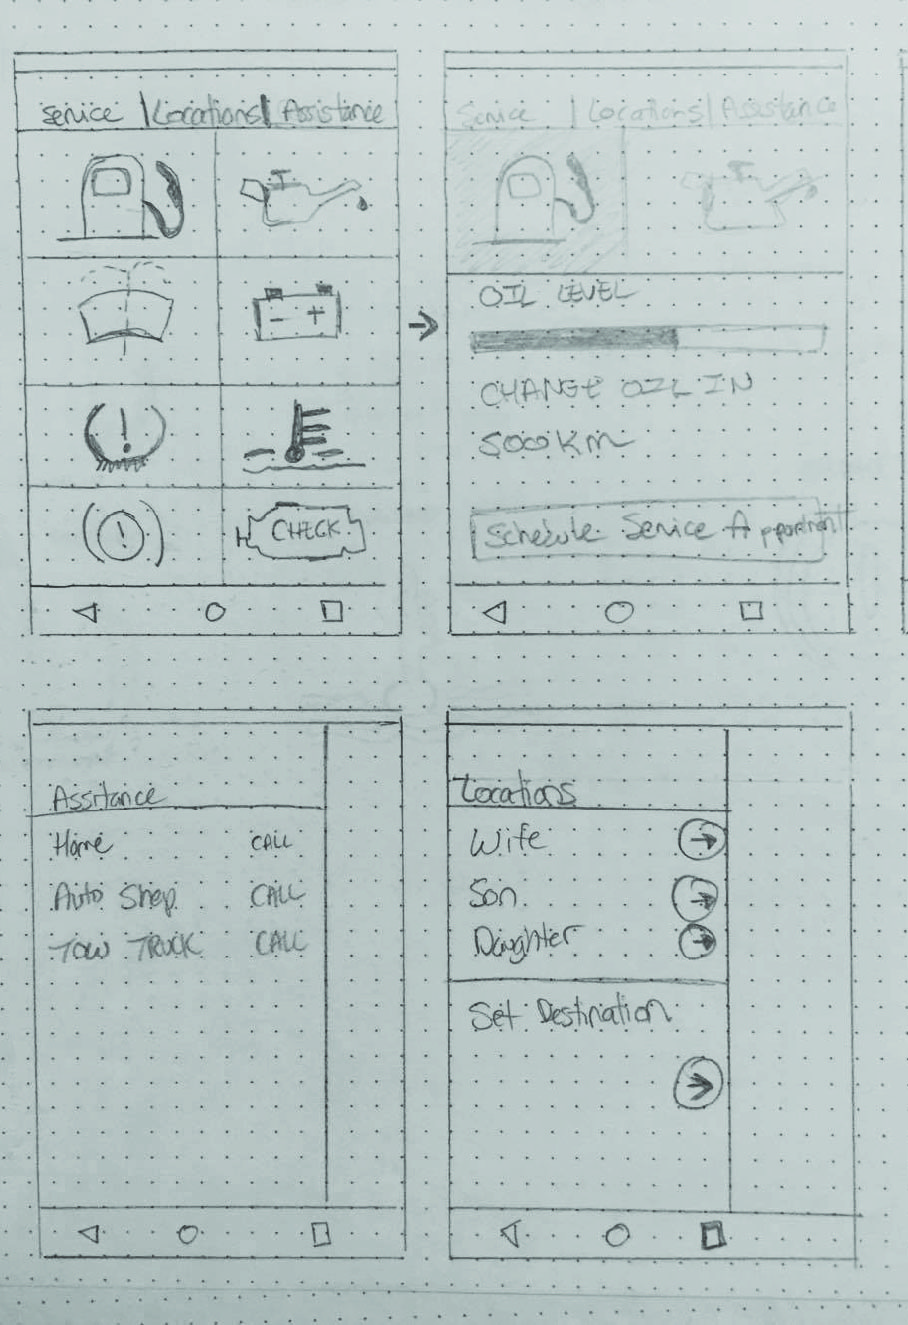 Service | Locations | Assistance
- +
!
! CHECK
Service | Locations | Assistance
OIL LEVEL
CHANGE OIL IN
5000KM
Schedule Service Appointment
Assitance
Home CALL
Auto Shop CALL
TOW TRUCK CALL
Locations
Wife
Son
Daughter
Set Destination